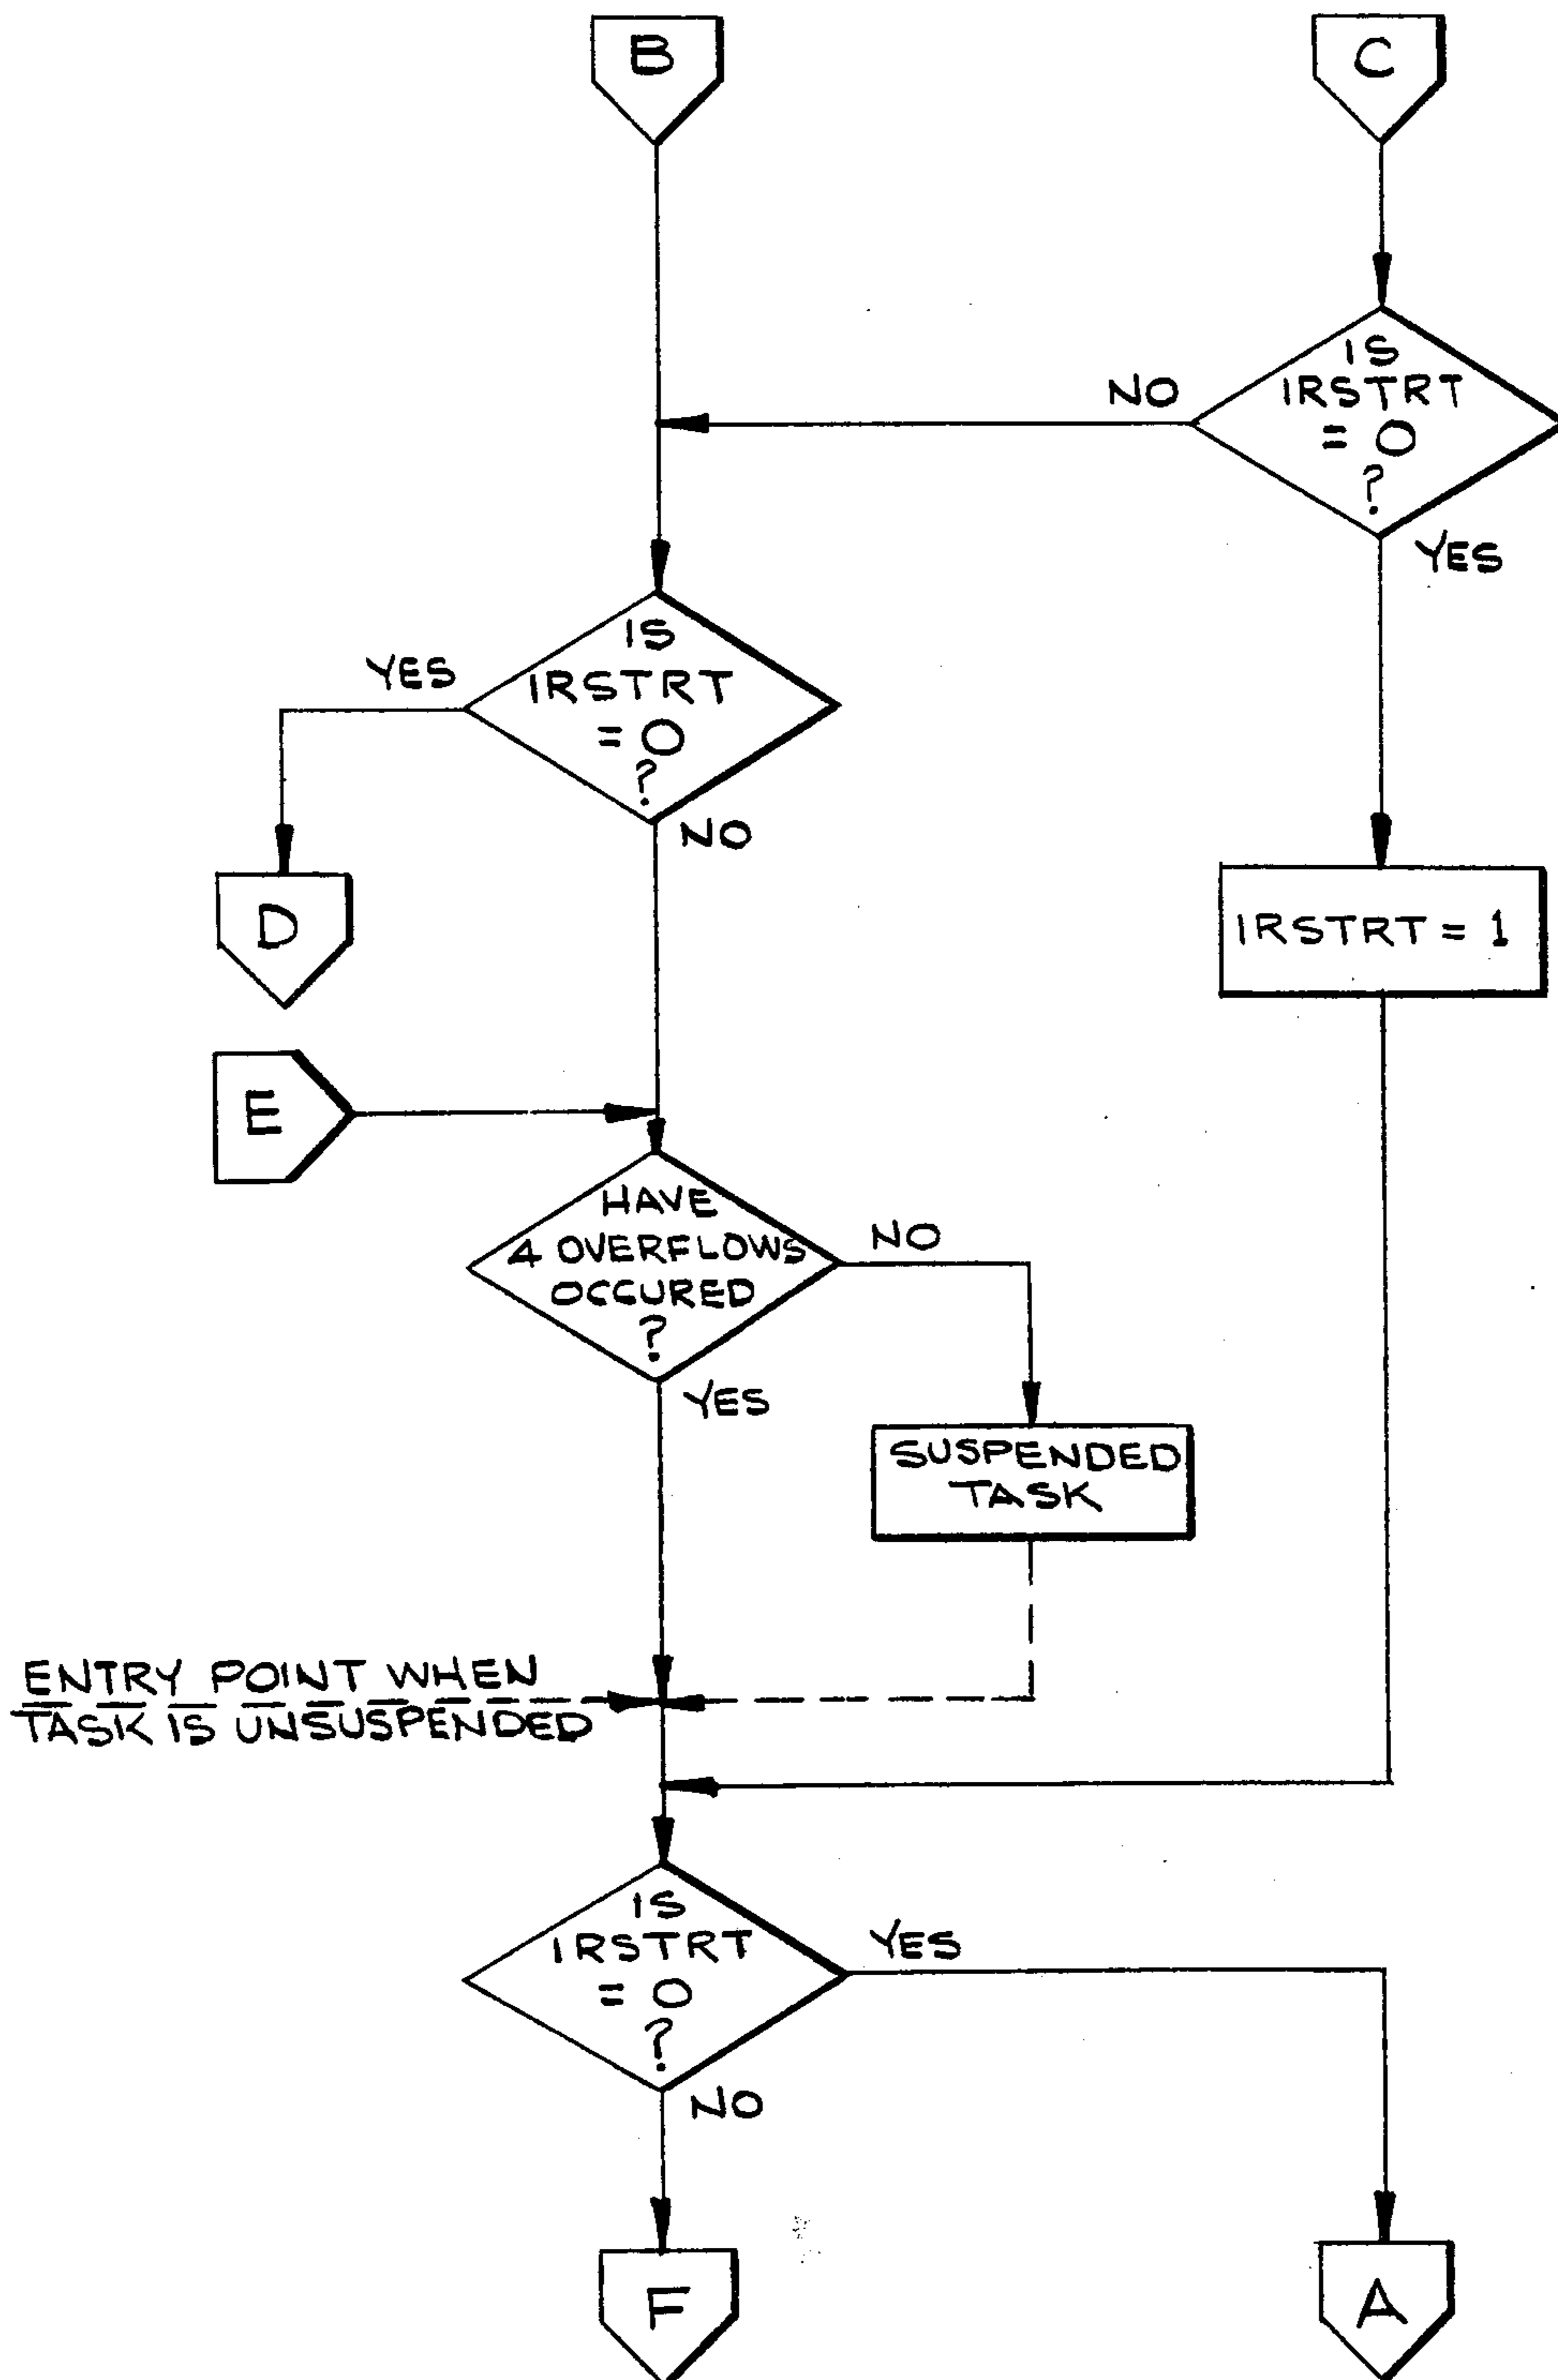 B
C
IS
IRSTRT
= 0
?
NO
YES
IS
IRSTRT
= 0
?
YES
NO
D
IRSTRT = 1
E
HAVE
4 OVERFLOWS
OCCURED
?
NO
YES
SUSPENDED
TASK
ENTRY POINT WHEN
TASK IS UNSUSPENDED
IS
IRSTRT
= 0
?
YES
NO
F
A